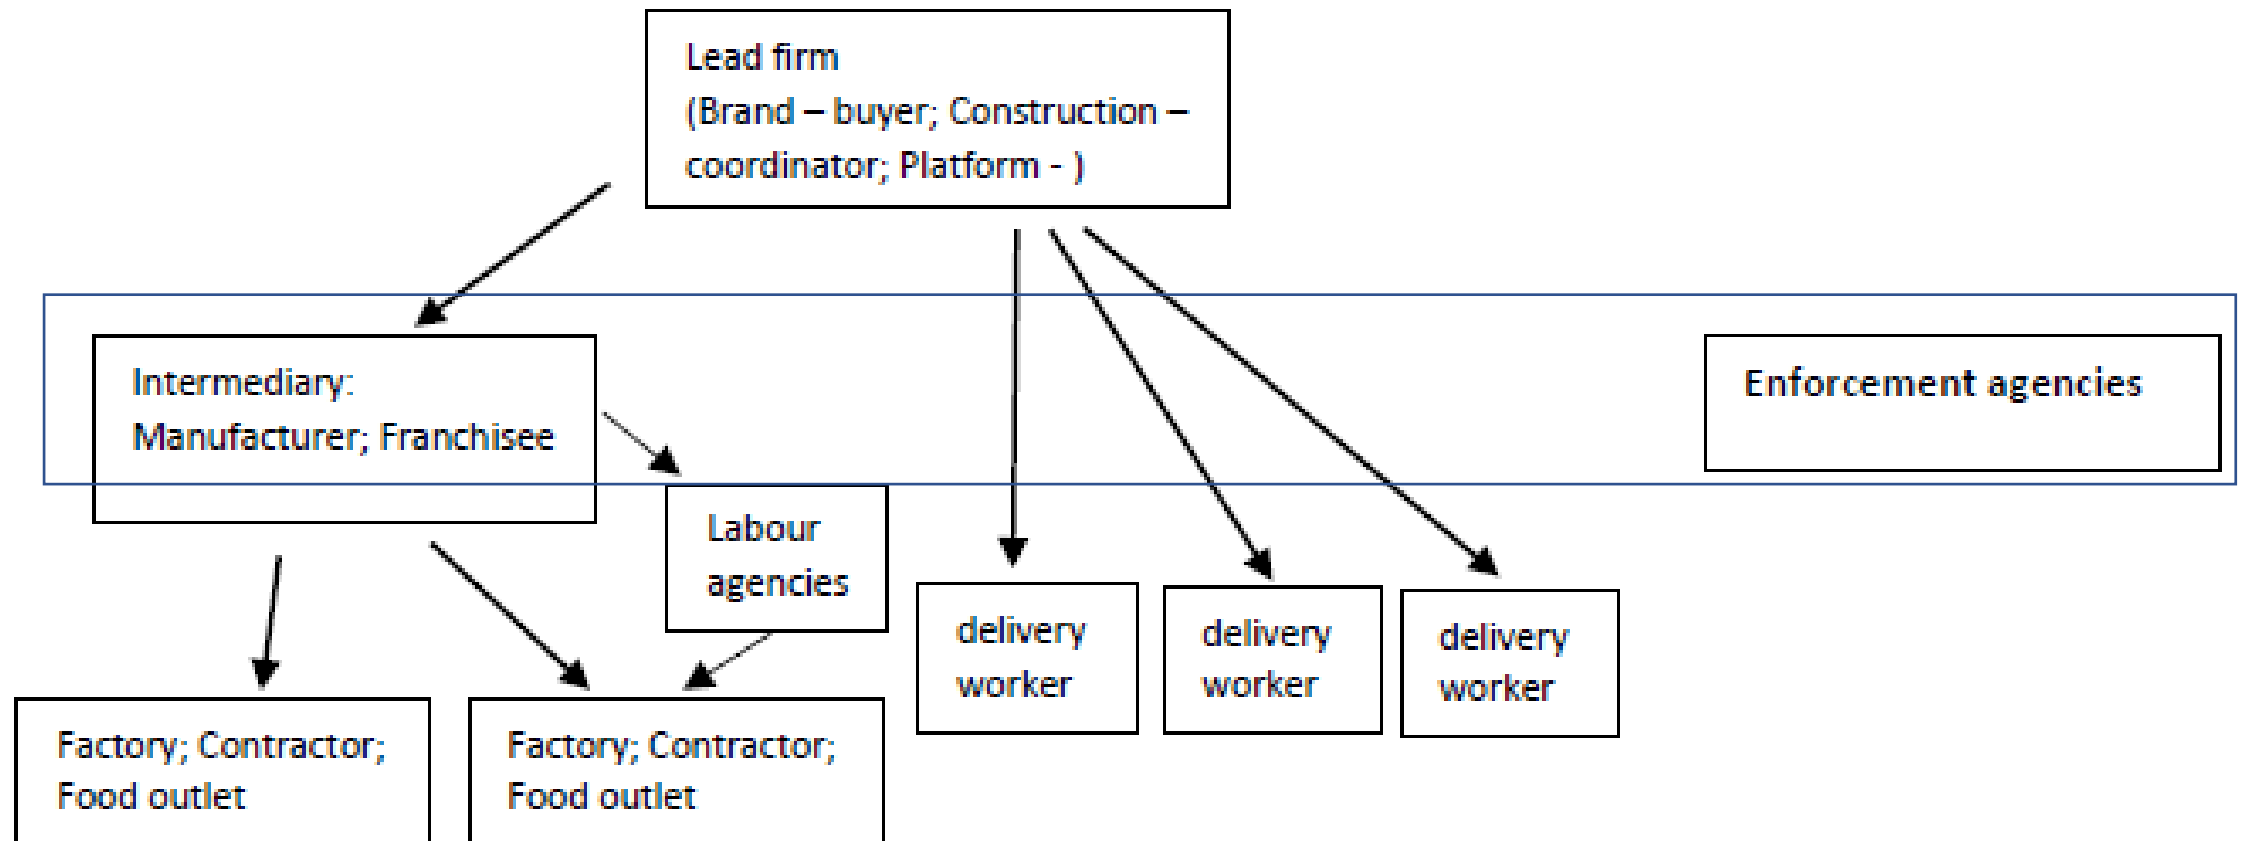 Lead firm
(Brand – buyer; Construction –
coordinator; Platform - )
Intermediary:
Manufacturer; Franchisee
Enforcement agencies
Labour
agencies
delivery
worker
delivery
worker
delivery
worker
Factory; Contractor;
Food outlet
Factory; Contractor;
Food outlet